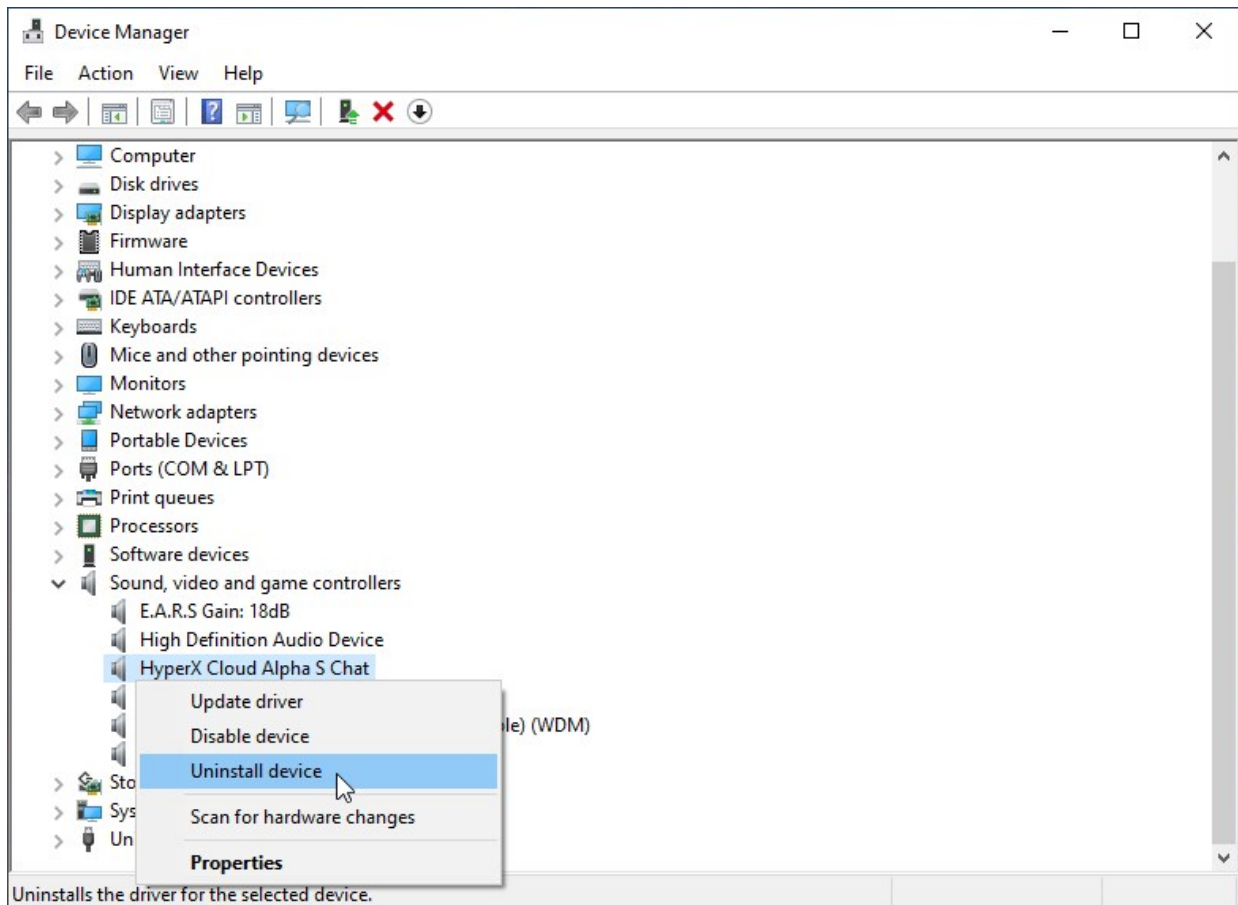 Device Manager
File Action View Help
Computer
Disk drives
Display adapters
Firmware
Human Interface Devices
IDE ATA/ATAPI controllers
Keyboards
Mice and other pointing devices
Monitors
Network adapters
Portable Devices
Ports (COM & LPT)
Print queues
Processors
Software devices
Sound, video and game controllers
E.A.R.S Gain: 18dB
High Definition Audio Device
HyperX Cloud Alpha S Chat
Update driver
(WDM)
Disable device
Uninstall device
Sto
Sys
Scan for hardware changes
Un
Properties
Uninstalls the driver for the selected device.